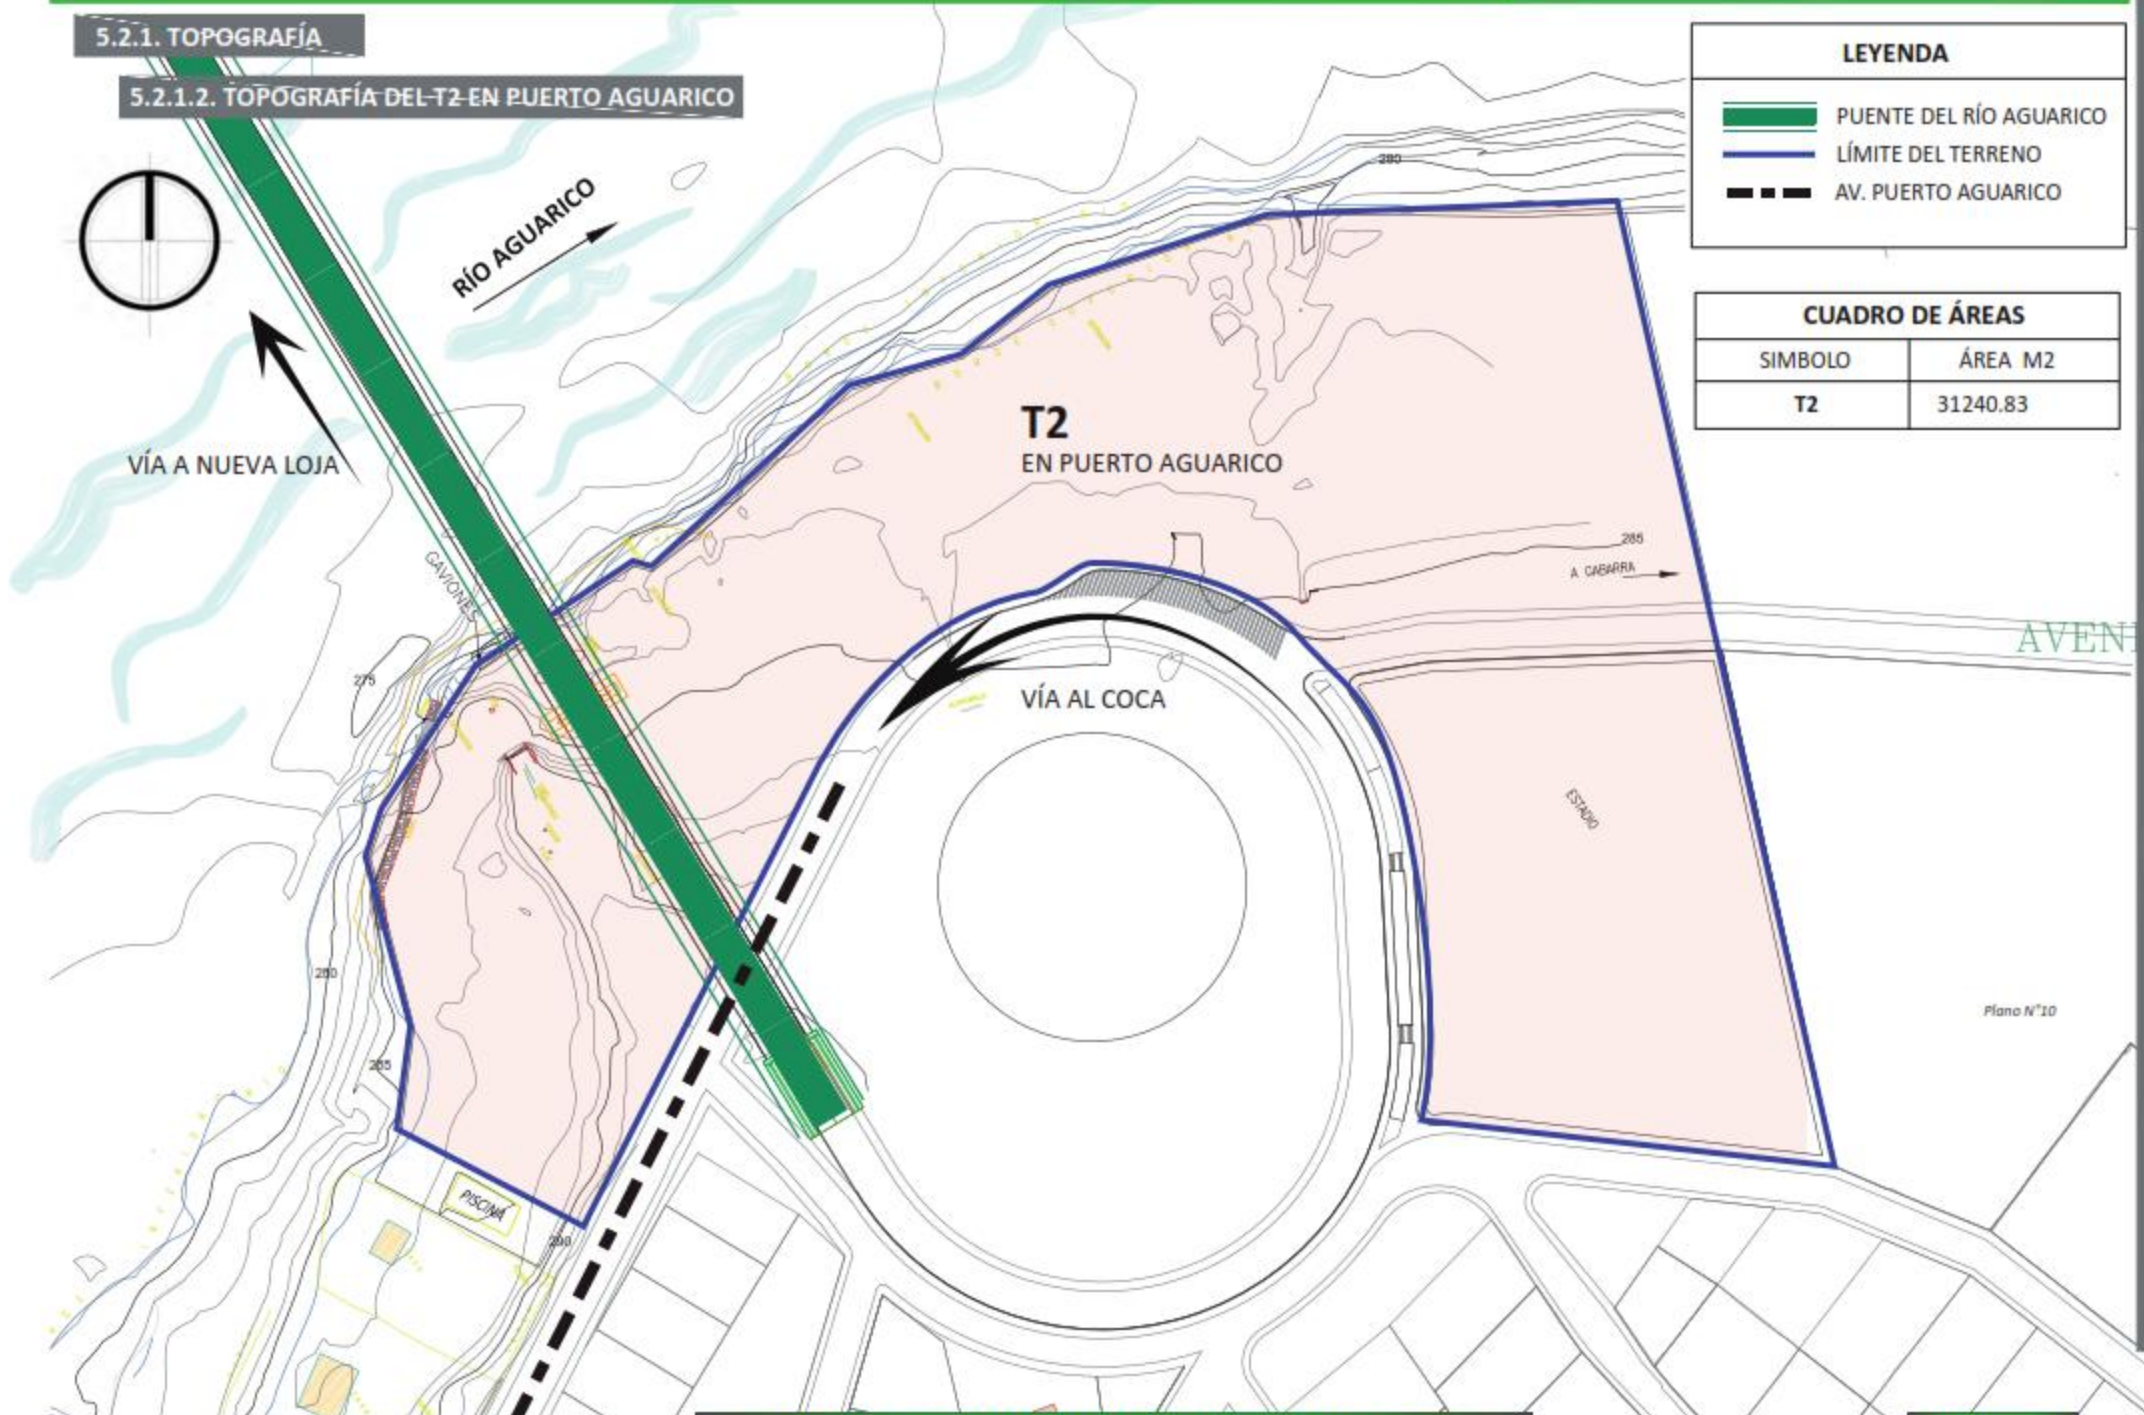 5.2.1. TOPOGRAFÍA
5.2.1.2. TOPOGRAFÍA DEL T2 EN PUERTO AGUARICO
LEYENDA
PUENTE DEL RÍO AGUARICO
LÍMITE DEL TERRENO
AV. PUERTO AGUARICO
CUADRO DE ÁREAS
SIMBOLO ÁREA M2
T2 31240.83
RÍO AGUARICO
280
VÍA A NUEVA LOJA
T2
EN PUERTO AGUARICO
285
A GABARRA
GAVIONES
AVEN
275
VÍA AL COCA
ESTADIO
280
Plano N°10
285
PISCINA
290